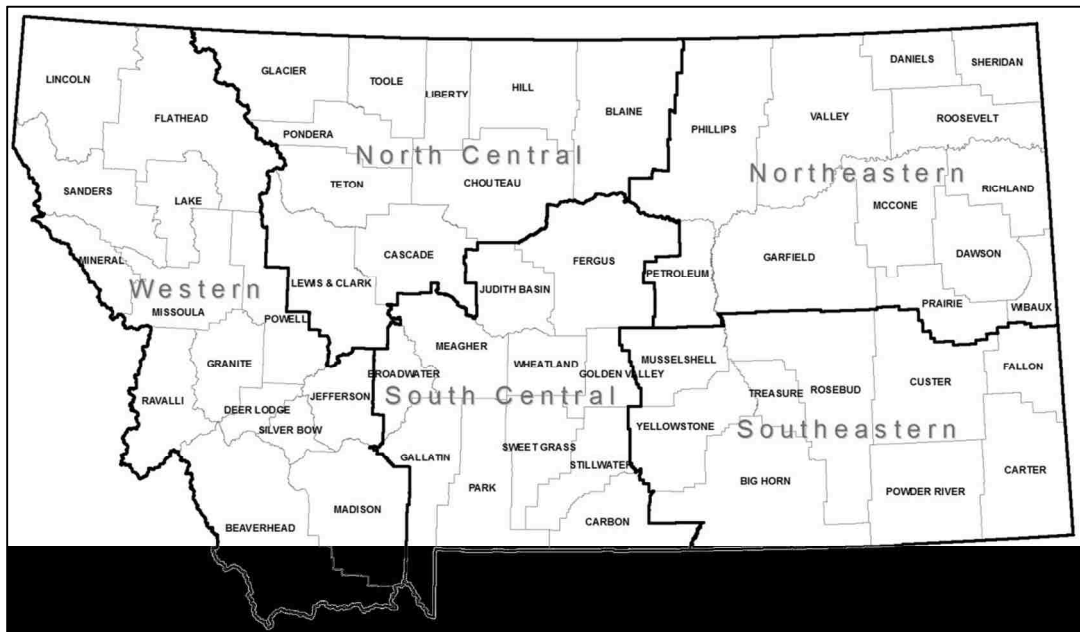 DANIELS
SHERIDAN
LINCOLN
GLACIER
TOOLE
LIBERTY
HILL
BLAINE
FLATHEAD
PHILLIPS
VALLEY
ROOSEVELT
PONDERA
North Central
Northeastern
TETON
CHOUTEAU
SANDERS
LAKE
RICHLAND
MCCONE
CASCADE
FERGUS
GARFIELD
DAWSON
MINERAL
PETROLEUM
LEWIS & CLARK
JUDITH BASIN
Western
MISSOULA
PRAIRIE
WIBAUX
POWELL
MEAGHER
GRANITE
WHEATLAND
MUSSELSHELL
FALLON
BROADWATER
GOLDEN VALLEY
CUSTER
RAVALLI
JEFFERSON
South Central
TREASURE
ROSEBUD
DEER LODGE
SILVER BOW
YELLOWSTONE
Southeastern
SWEET GRASS
GALLATIN
STILLWATER
CARTER
PARK
BIG HORN
POWDER RIVER
MADISON
CARBON
BEAVERHEAD